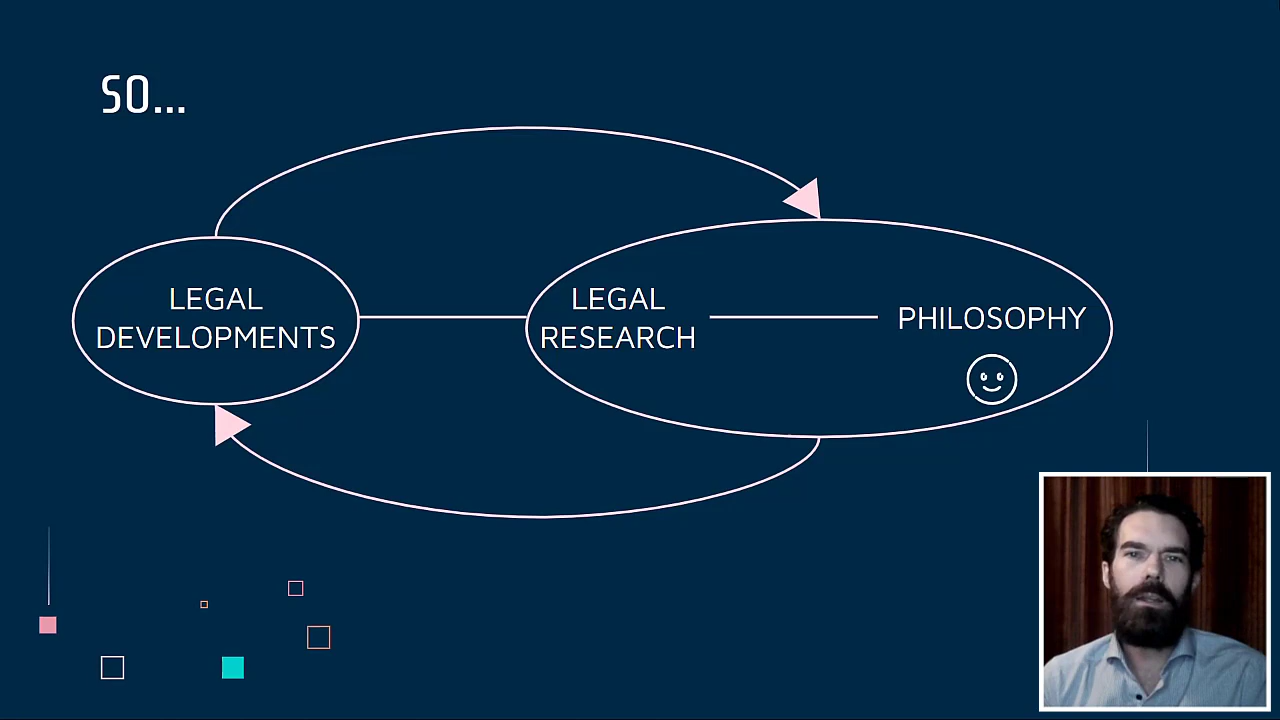 SO...
LEGAL
DEVELOPMENTS
LEGAL
RESEARCH
PHILOSOPHY